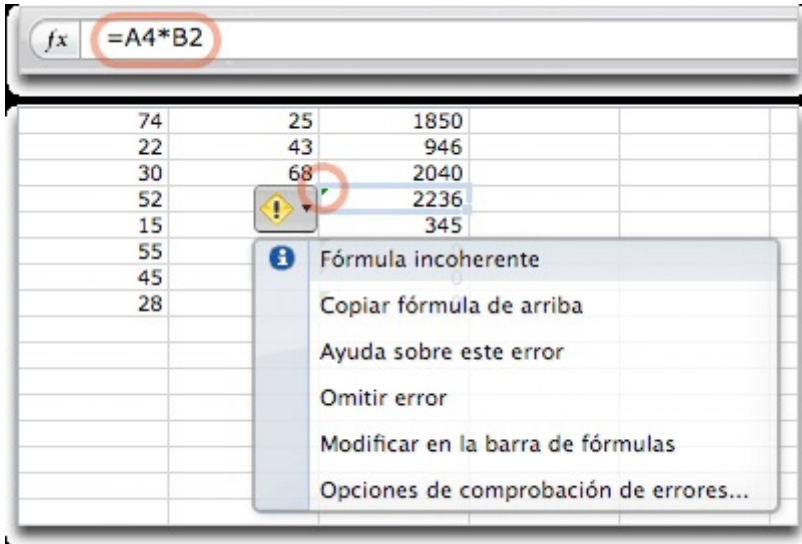 fx =A4*B2
74 25 1850
22 43 946
30 68 2040
52 2236
15 345
55
45 0
28
Fórmula incoherente
Copiar fórmula de arriba
Ayuda sobre este error
Omitir error
Modificar en la barra de fórmulas
Opciones de comprobación de errores...